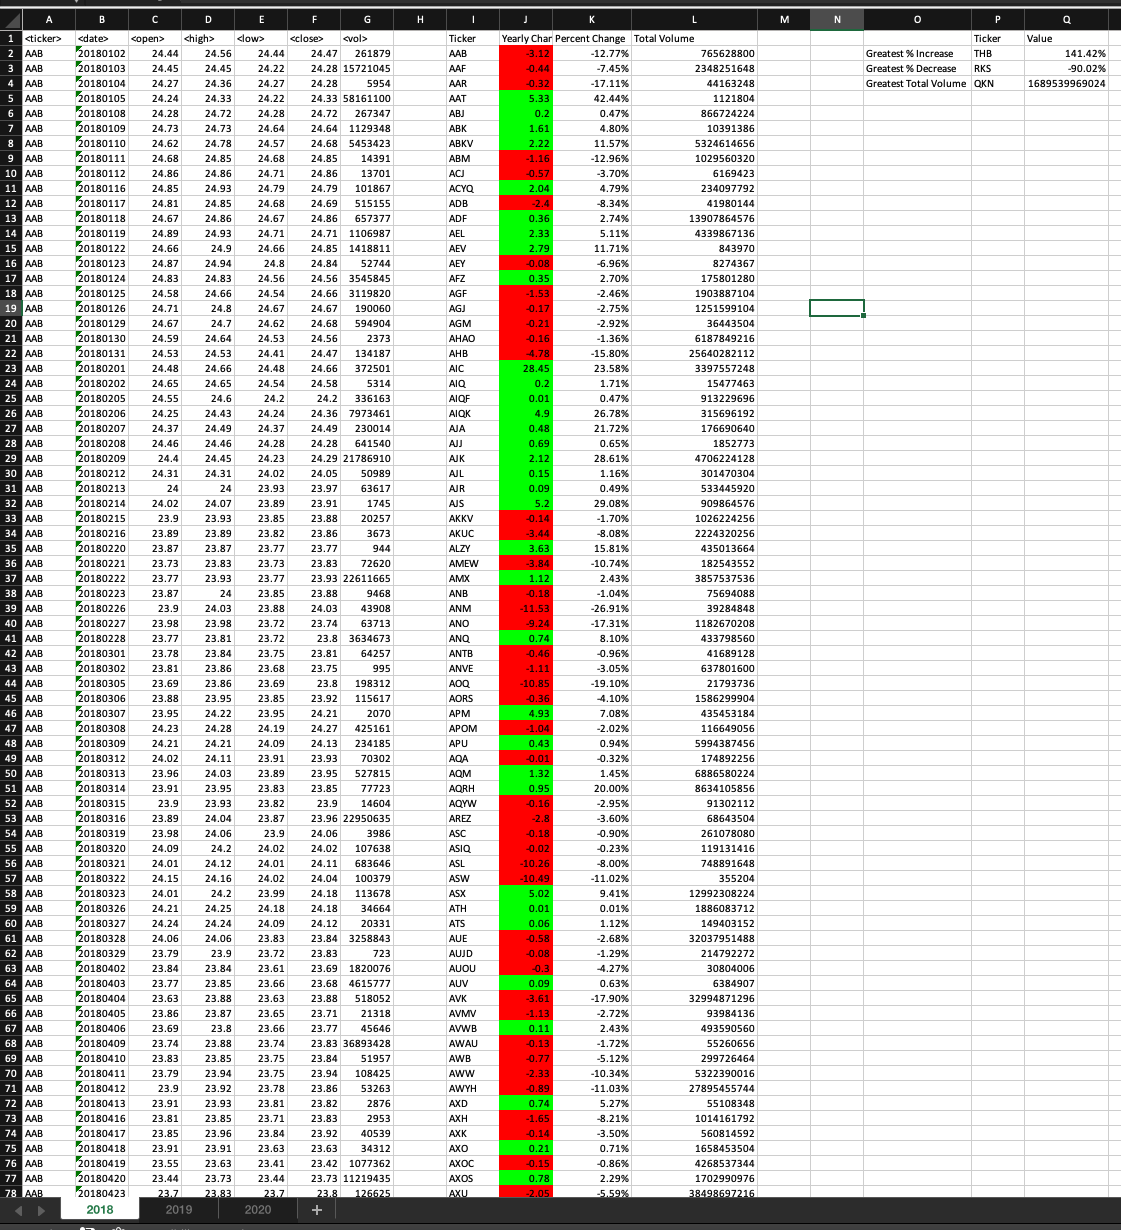 A B C D E F G H I J K L M N O P Q
1 <ticker> <date> <open> <high> <low> <close> <vol> Ticker Yearly Char Percent Change Total Volume Ticker Value
2 AAB 20180102 24.44 24.56 24.44 24.47 261879 AAB -3.12 -12.77% 765628800 Greatest % Increase THB 141.42%
3 AAB 20180103 24.45 24.45 24.22 24.28 15721045 AAF -0.44 -7.45% 2348251648 Greatest % Decrease RKS -90.02%
4 AAB 20180104 24.27 24.36 24.27 24.28 5954 AAR -0.32 -17.11% 44163248 Greatest Total Volume QKN 1689539969024
5 AAB 20180105 24.24 24.33 24.22 24.33 58161100 AAT 5.33 42.44% 1121804
6 AAB 20180108 24.28 24.72 24.28 24.72 267347 ABJ 0.2 0.47% 866724224
7 AAB 20180109 24.73 24.73 24.64 24.64 1129348 ABK 1.61 4.80% 10391386
8 AAB 20180110 24.62 24.78 24.57 24.68 5453423 ABKV 2.22 11.57% 5324614656
9 AAB 20180111 24.68 24.85 24.68 24.85 14391 ABM -1.16 -12.96% 1029560320
10 AAB 20180112 24.86 24.86 24.71 24.86 13701 ACJ -0.57 -3.70% 6169423
11 AAB 20180116 24.85 24.93 24.79 24.79 101867 ACYQ 2.04 4.79% 234097792
12 AAB 20180117 24.81 24.85 24.68 24.69 515155 ADB -2.4 -8.34% 41980144
13 AAB 20180118 24.67 24.86 24.67 24.86 657377 ADF 0.36 2.74% 13907864576
14 AAB 20180119 24.89 24.93 24.71 24.71 1106987 AEL 2.33 5.11% 4339867136
15 AAB 20180122 24.66 24.9 24.66 24.85 1418811 AEV 2.79 11.71% 843970
16 AAB 20180123 24.87 24.94 24.8 24.84 52744 AEY -0.08 -6.96% 8274367
17 AAB 20180124 24.83 24.83 24.56 24.56 3545845 AFZ 0.35 2.70% 175801280
18 AAB 20180125 24.58 24.66 24.54 24.66 3119820 AGF -1.53 -2.46% 1903887104
19 AAB 20180126 24.71 24.8 24.67 24.67 190060 AGJ -0.17 -2.75% 1251599104
20 AAB 20180129 24.67 24.7 24.62 24.68 594904 AGM -0.21 -2.92% 36443504
21 AAB 20180130 24.59 24.64 24.53 24.56 2373 AHAO -0.16 -1.36% 6187849216
22 AAB 20180131 24.53 24.53 24.41 24.47 134187 AHB -4.78 -15.80% 25640282112
23 AAB 20180201 24.48 24.66 24.48 24.66 372501 AIC 28.45 23.58% 3397557248
24 AAB 20180202 24.65 24.65 24.54 24.58 5314 AIQ 0.2 1.71% 15477463
25 AAB 20180205 24.55 24.6 24.2 24.2 336163 AIQF 0.01 0.47% 913229696
26 AAB 20180206 24.25 24.43 24.24 24.36 7973461 AIQK 4.9 26.78% 315696192
27 AAB 20180207 24.37 24.49 24.37 24.49 230014 AJA 0.48 21.72% 176690640
28 AAB 20180208 24.46 24.46 24.28 24.28 641540 AJJ 0.69 0.65% 1852773
29 AAB 20180209 24.4 24.45 24.23 24.29 21786910 AJK 2.12 28.61% 4706224128
30 AAB 20180212 24.31 24.31 24.02 24.05 50989 AJL 0.15 1.16% 301470304
31 AAB 20180213 24 24 23.93 23.97 63617 AJR 0.09 0.49% 533445920
32 AAB 20180214 24.02 24.07 23.89 23.91 1745 AJS 5.2 29.08% 909864576
33 AAB 20180215 23.9 23.93 23.85 23.88 20257 AKKV -0.14 -1.70% 1026224256
34 AAB 20180216 23.89 23.89 23.82 23.86 3673 AKUC -3.44 -8.08% 2224320256
35 AAB 20180220 23.87 23.87 23.77 23.77 944 ALZY 3.63 15.81% 435013664
36 AAB 20180221 23.73 23.83 23.73 23.83 72620 AMEW -3.84 -10.74% 182543552
37 AAB 20180222 23.77 23.93 23.77 23.93 22611665 AMX 1.12 2.43% 3857537536
38 AAB 20180223 23.87 24 23.85 23.88 9468 ANB -0.18 -1.04% 75694088
39 AAB 20180226 23.9 24.03 23.88 24.03 43908 ANM -11.53 -26.91% 39284848
40 AAB 20180227 23.98 23.98 23.72 23.74 63713 ANO -9.24 -17.31% 1182670208
41 AAB 20180228 23.77 23.81 23.72 23.8 3634673 ANQ 0.74 8.10% 433798560
42 AAB 20180301 23.78 23.84 23.75 23.81 64257 ANTB -0.46 -0.96% 41689128
43 AAB 20180302 23.81 23.86 23.68 23.75 995 ANVE -1.11 -3.05% 637801600
44 AAB 20180305 23.69 23.86 23.69 23.8 198312 AOQ -10.85 -19.10% 21793736
45 AAB 20180306 23.88 23.95 23.85 23.92 115617 AORS -0.36 -4.10% 1586299904
46 AAB 20180307 23.95 24.22 23.95 24.21 2070 APM 4.93 7.08% 435453184
47 AAB 20180308 24.23 24.28 24.19 24.27 425161 APOM -1.04 -2.02% 116649056
48 AAB 20180309 24.21 24.21 24.09 24.13 234185 APU 0.43 0.94% 5994387456
49 AAB 20180312 24.02 24.11 23.91 23.93 70302 AQA -0.01 -0.32% 174892256
50 AAB 20180313 23.96 24.03 23.89 23.95 527815 AQM 1.32 1.45% 6886580224
51 AAB 20180314 23.91 23.95 23.83 23.85 77723 AQRH 0.95 20.00% 8634105856
52 AAB 20180315 23.9 23.93 23.82 23.9 14604 AQYW -0.16 -2.95% 91302112
53 AAB 20180316 23.89 24.04 23.87 23.96 22950635 AREZ -2.8 -3.60% 68643504
54 AAB 20180319 23.98 24.06 23.9 24.06 3986 ASC -0.18 -0.90% 261078080
55 AAB 20180320 24.09 24.2 24.02 24.02 107638 ASIQ -0.02 -0.23% 119131416
56 AAB 20180321 24.01 24.12 24.01 24.11 683646 ASL -10.26 -8.00% 748891648
57 AAB 20180322 24.15 24.16 24.02 24.04 100379 ASW -10.49 -11.02% 355204
58 AAB 20180323 24.01 24.2 23.99 24.18 113678 ASX 5.02 9.41% 12992308224
59 AAB 20180326 24.21 24.25 24.18 24.18 34664 ATH 0.01 0.01% 1886083712
60 AAB 20180327 24.24 24.24 24.09 24.12 20331 ATS 0.06 1.12% 149403152
61 AAB 20180328 24.06 24.06 23.83 23.84 3258843 AUE -0.58 -2.68% 32037951488
62 AAB 20180329 23.79 23.9 23.72 23.83 723 AUJD -0.08 -1.29% 214792272
63 AAB 20180402 23.84 23.84 23.61 23.69 1820076 AUOU -0.3 -4.27% 30804006
64 AAB 20180403 23.77 23.85 23.66 23.68 4615777 AUV 0.09 0.63% 6384907
65 AAB 20180404 23.63 23.88 23.63 23.88 518052 AVK -3.61 -17.90% 32994871296
66 AAB 20180405 23.86 23.87 23.65 23.71 21318 AVMV -1.13 -2.72% 93984136
67 AAB 20180406 23.69 23.8 23.66 23.77 45646 AVWB 0.11 2.43% 493590560
68 AAB 20180409 23.74 23.88 23.74 23.83 36893428 AWAU -0.13 -1.72% 55260656
69 AAB 20180410 23.83 23.85 23.75 23.84 51957 AWB -0.77 -5.12% 299726464
70 AAB 20180411 23.79 23.94 23.75 23.94 108425 AWW -2.33 -10.34% 5322390016
71 AAB 20180412 23.9 23.92 23.78 23.86 53263 AWYH -0.89 -11.03% 27895455744
72 AAB 20180413 23.91 23.93 23.81 23.82 2876 AXD 0.74 5.27% 55108348
73 AAB 20180416 23.81 23.85 23.71 23.83 2953 AXH -1.65 -8.21% 1014161792
74 AAB 20180417 23.85 23.96 23.84 23.92 40539 AXK -0.14 -3.50% 560814592
75 AAB 20180418 23.91 23.91 23.63 23.63 34312 AXO 0.21 0.71% 1658453504
76 AAB 20180419 23.55 23.63 23.41 23.42 1077362 AXOC -0.15 -0.86% 4268537344
77 AAB 20180420 23.44 23.73 23.44 23.73 11219435 AXOS 0.78 2.29% 1702990976
78 AAB 20180423 23.7 23.83 23.7 23.8 126625 AXU -2.05 -5.59% 38498697216
2018 2019 2020 +